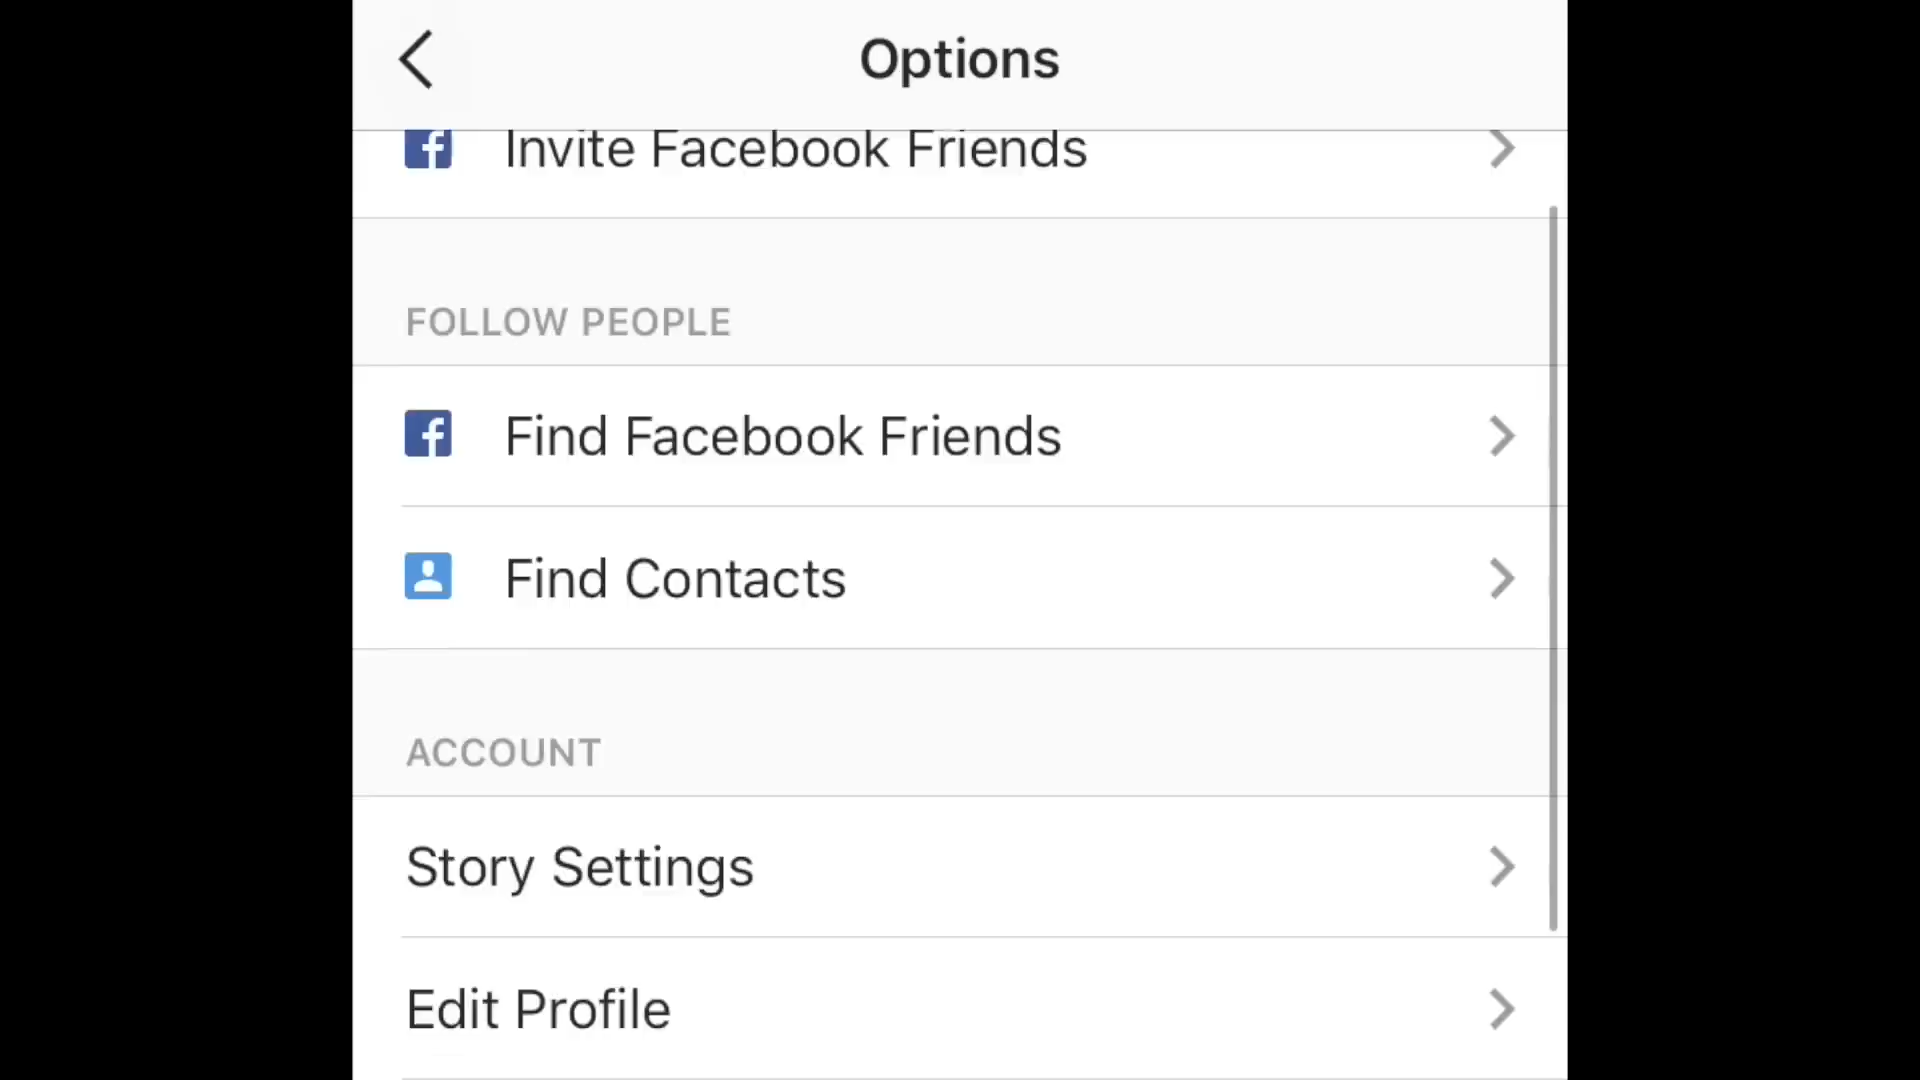 Options
Invite Facebook Friends
FOLLOW PEOPLE
Find Facebook Friends
Find Contacts
ACCOUNT
Story Settings
Edit Profile